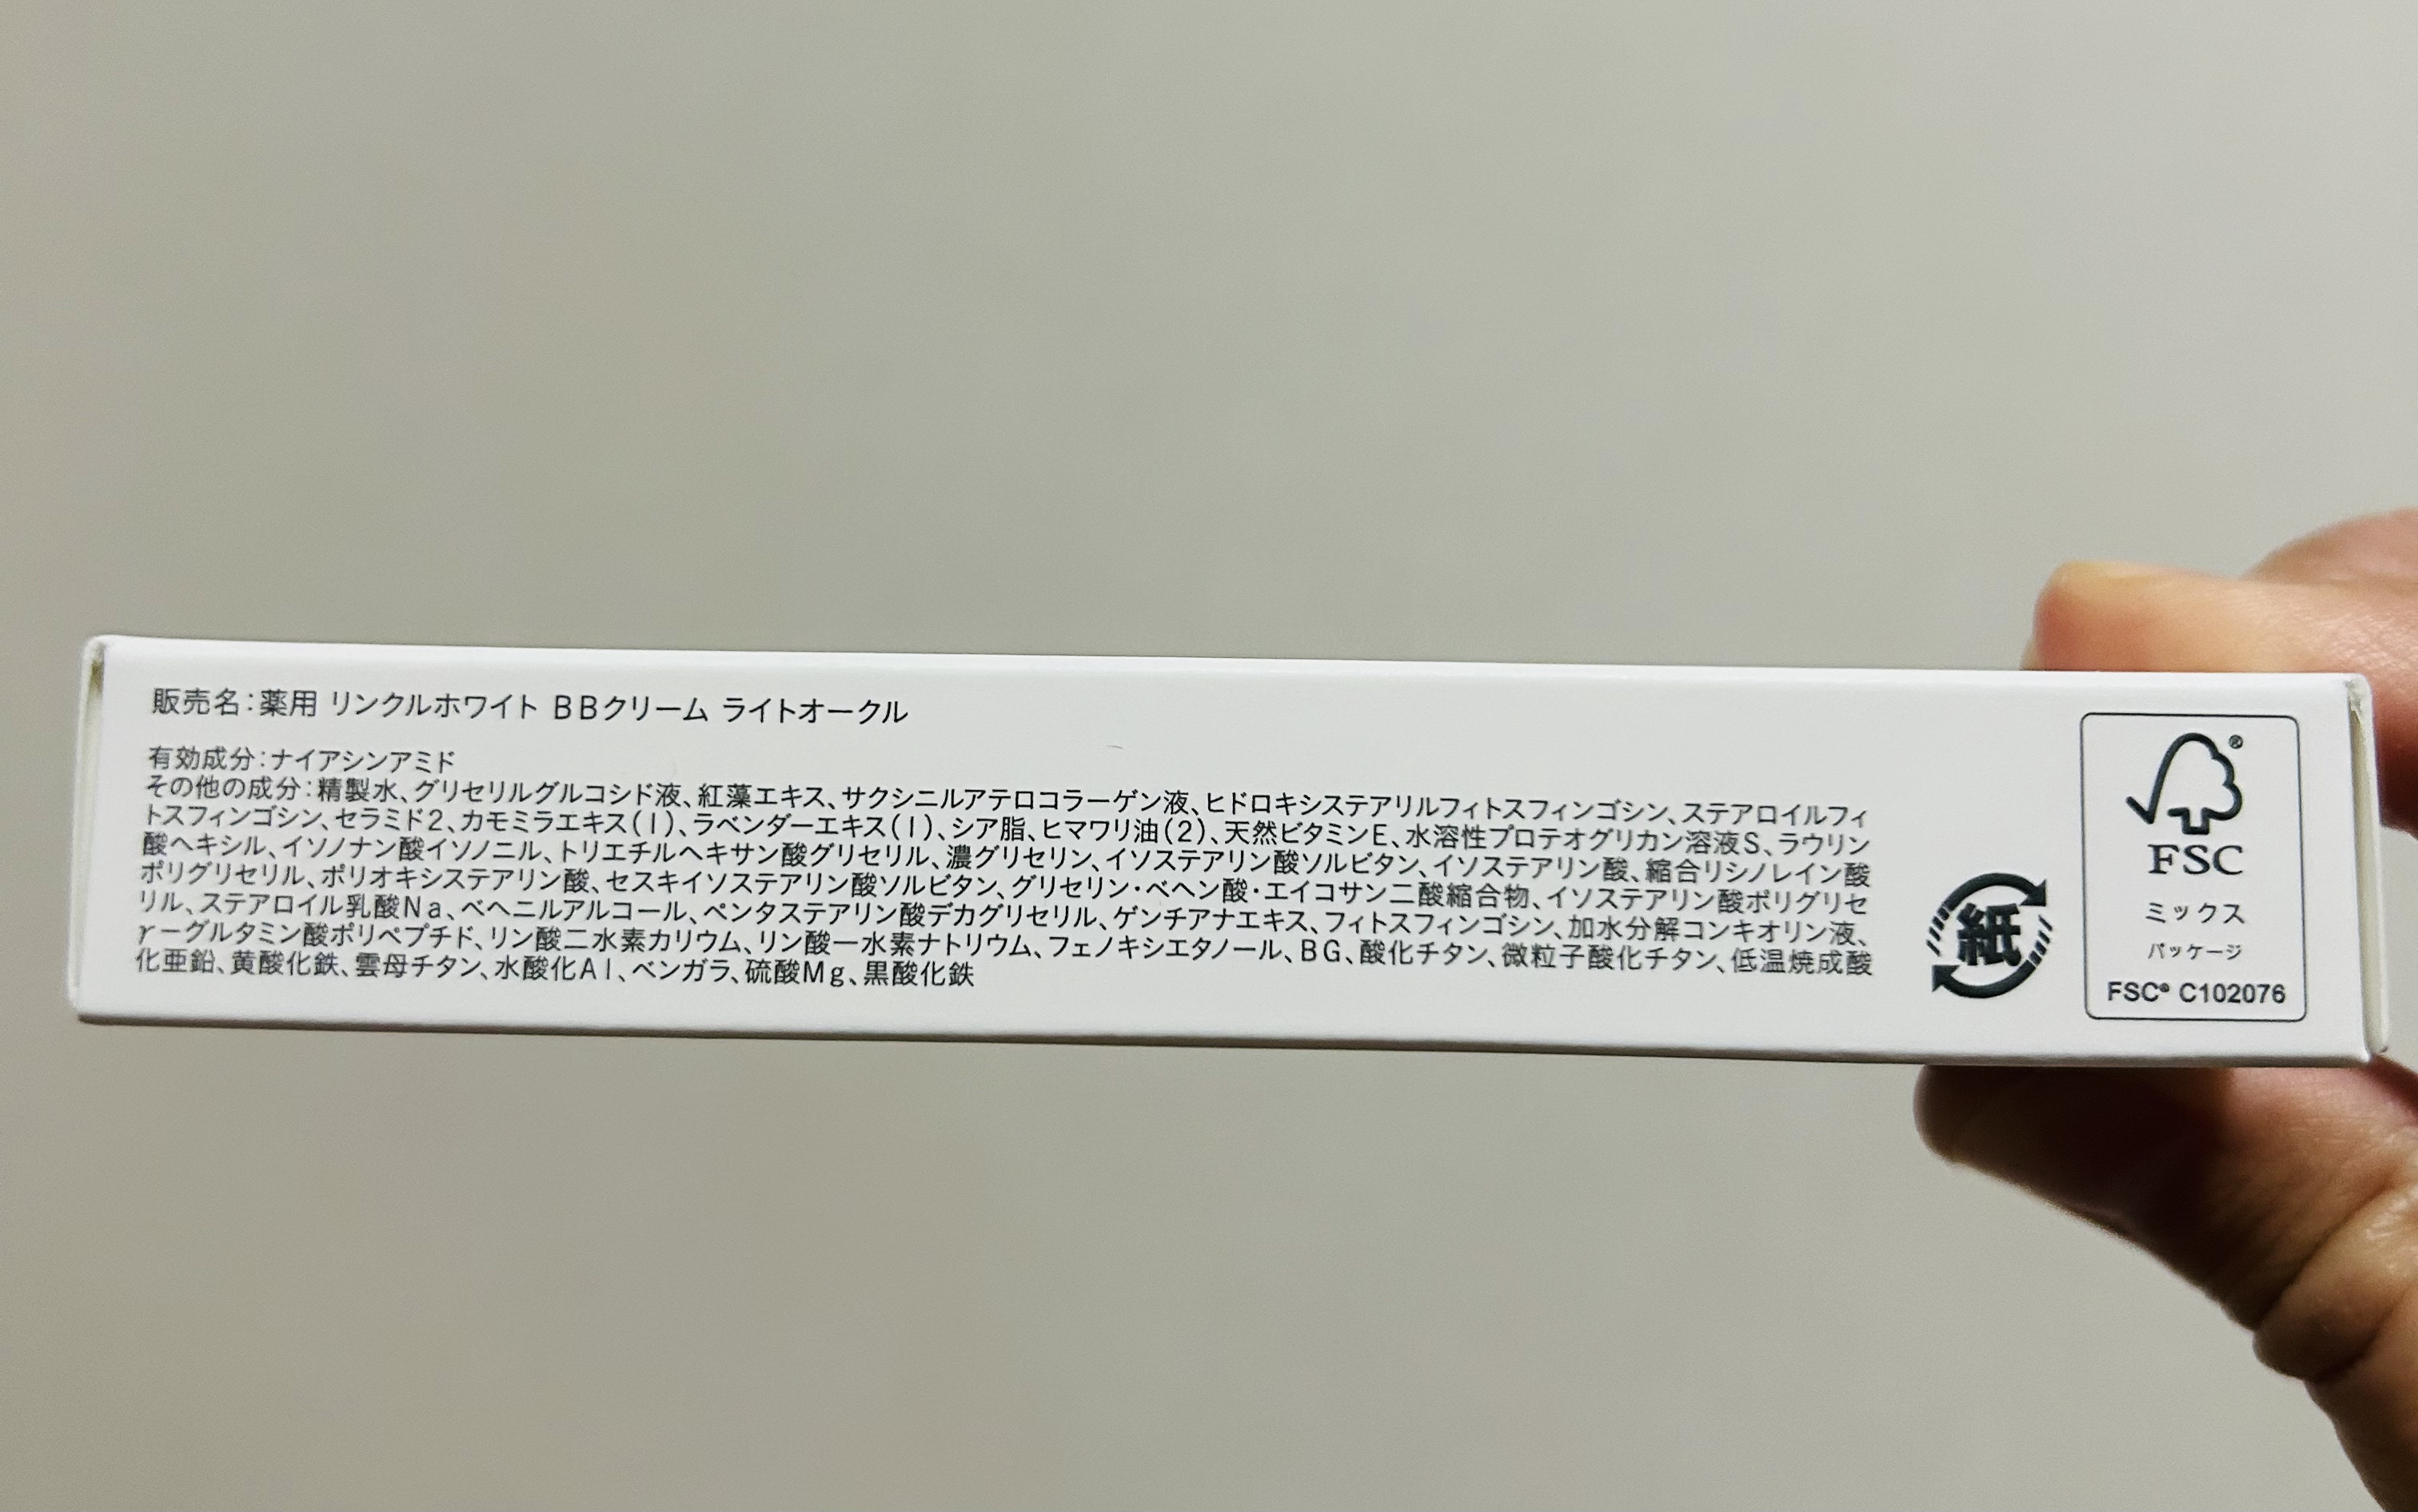 販売名：薬用 リンクルホワイト BBクリーム ライトオークル
有効成分：ナイアシンアミド
その他の成分：精製水、グリセリルグルコシド液、紅藻エキス、サクシニルアテロコラーゲン液、ヒドロキシステアリルフィトスフィンゴシン、ステアロイルフィ
トスフィンゴシン、セラミド2、カモミラエキス(1)、ラベンダーエキス(1)、シア脂、ヒマワリ油(2)、天然ビタミンE、水溶性プロテオグリカン溶液S、ラウリン
酸ヘキシル、イソノナン酸イソノニル、トリエチルヘキサン酸グリセリル、濃グリセリン、イソステアリン酸ソルビタン、イソステアリン酸、縮合リシノレイン酸
ポリグリセリル、ポリオキシステアリン酸、セスキイソステアリン酸ソルビタン、グリセリン・ベヘン酸・エイコサン二酸縮合物、イソステアリン酸ポリグリセ
リル、ステアロイル乳酸Na、ベヘニルアルコール、ペンタステアリン酸デカグリセリル、ゲンチアナエキス、フィトスフィンゴシン、加水分解コンキオリン液、
γーグルタミン酸ポリペプチド、リン酸二水素カリウム、リン酸一水素ナトリウム、フェノキシエタノール、BG、酸化チタン、微粒子酸化チタン、低温焼成酸
化亜鉛、黄酸化鉄、雲母チタン、水酸化Al、ベンガラ、硫酸Mg、黒酸化鉄
紙
®
FSC
ミックス
パッケージ
FSC® C102076